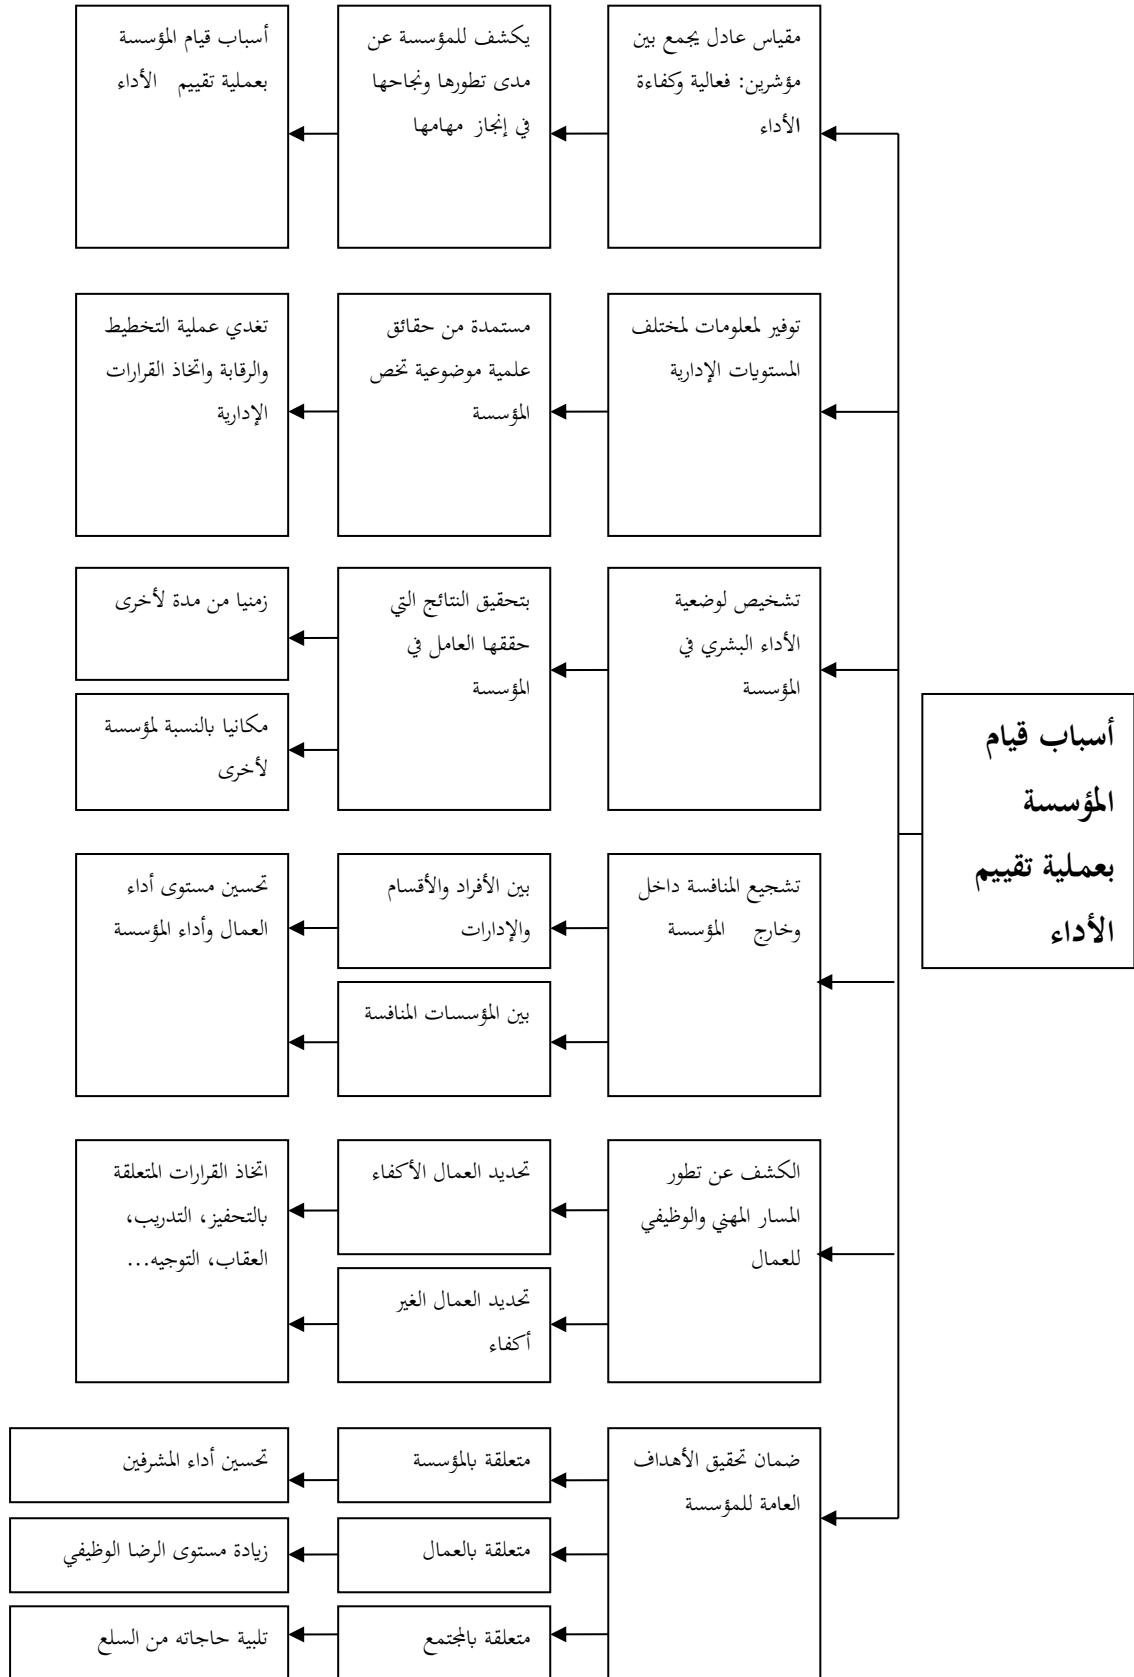 مقياس عادل يجمع بين
مؤشرين: فعالية وكفاءة
الأداء
يكشف للمؤسسة عن
مدى تطورها ونجاحها
في إنجاز مهامها
أسباب قيام المؤسسة
بعملية تقييم الأداء
توفير لمعلومات لمختلف
المستويات الإدارية
مستمدة من حقائق
علمية موضوعية تخص
المؤسسة
تغدي عملية التخطيط
والرقابة واتخاذ القرارات
الإدارية
تشخيص لوضعية
الأداء البشري في
المؤسسة
بتحقيق النتائج التي
حققها العامل في
المؤسسة
زمنيا من مدة لأخرى
مكانيا بالنسبة لمؤسسة
لأخرى
أسباب قيام
المؤسسة
بعملية تقييم
الأداء
تشجيع المنافسة داخل
وخارج المؤسسة
بين الأفراد والأقسام
والإدارات
بين المؤسسات المنافسة
تحسين مستوى أداء
العمال وأداء المؤسسة
الكشف عن تطور
المسار المهني والوظيفي
للعمال
تحديد العمال الأكفاء
تحديد العمال الغير
أكفاء
اتخاذ القرارات المتعلقة
بالتحفيز، التدريب،
العقاب، التوجيه...
ضمان تحقيق الأهداف
العامة للمؤسسة
متعلقة بالمؤسسة
تحسين أداء المشرفين
متعلقة بالعمال
زيادة مستوى الرضا الوظيفي
متعلقة بالمجتمع
تلبية حاجاته من السلع